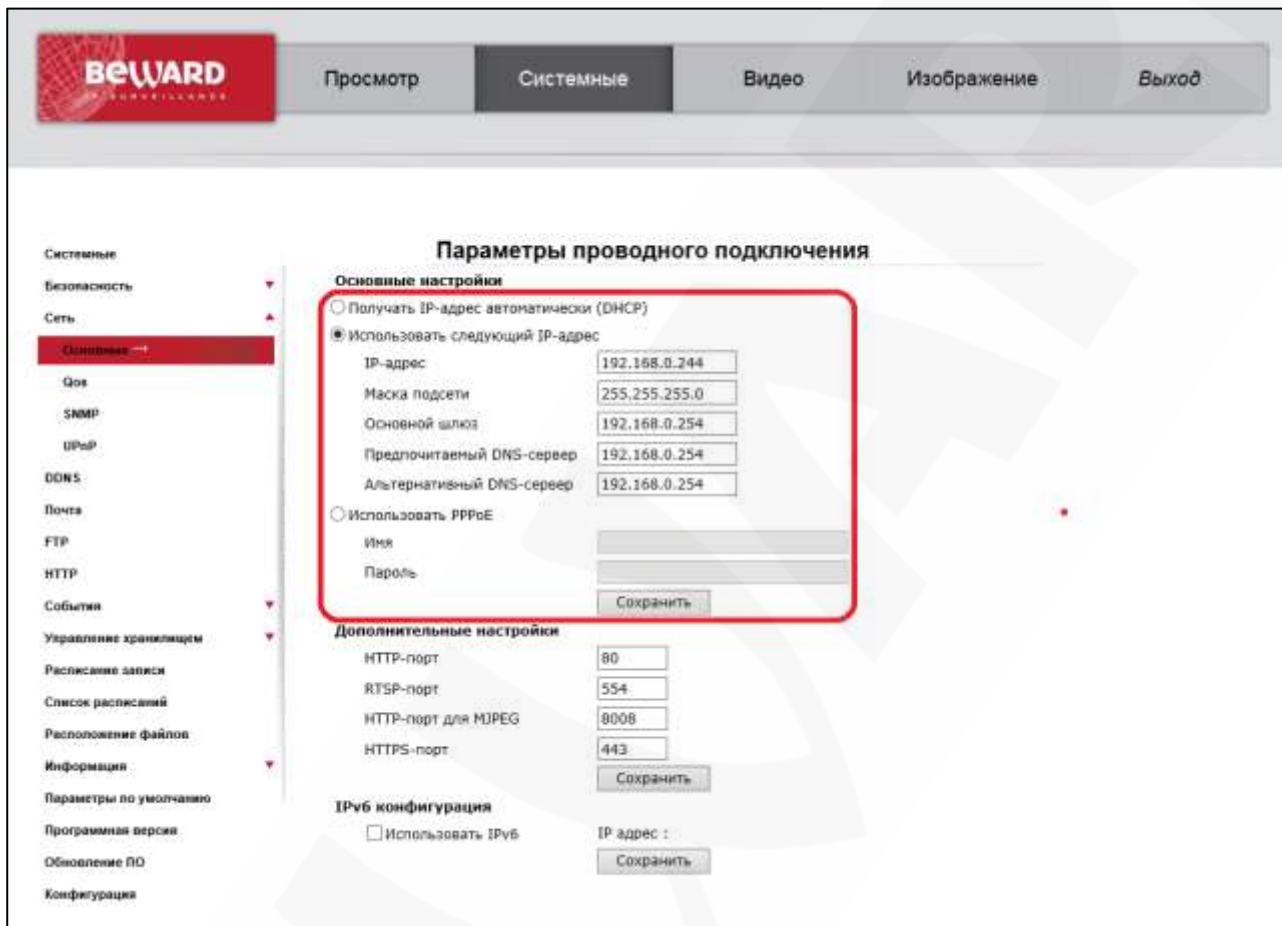 BEWARD
IP SURVEILLANCE
Просмотр
Системные
Видео
Изображение
Выход
Системные
Безопасность
Сеть
Основные →
Qos
SNMP
UPnP
DDNS
Почта
FTP
HTTP
События
Управление хранилищем
Расписание записи
Список расписаний
Расположение файлов
Информация
Параметры по умолчанию
Программная версия
Обновление ПО
Конфигурация
Параметры проводного подключения
Основные настройки
Получать IP-адрес автоматически (DHCP)
Использовать следующий IP-адрес
IP-адрес 192.168.0.244
Маска подсети 255.255.255.0
Основной шлюз 192.168.0.254
Предпочитаемый DNS-сервер 192.168.0.254
Альтернативный DNS-сервер 192.168.0.254
Использовать PPPoE
Имя
Пароль
Сохранить
Дополнительные настройки
HTTP-порт 80
RTSP-порт 554
HTTP-порт для MJPEG 8008
HTTPS-порт 443
Сохранить
IPv6 конфигурация
Использовать IPv6 IP адрес :
Сохранить